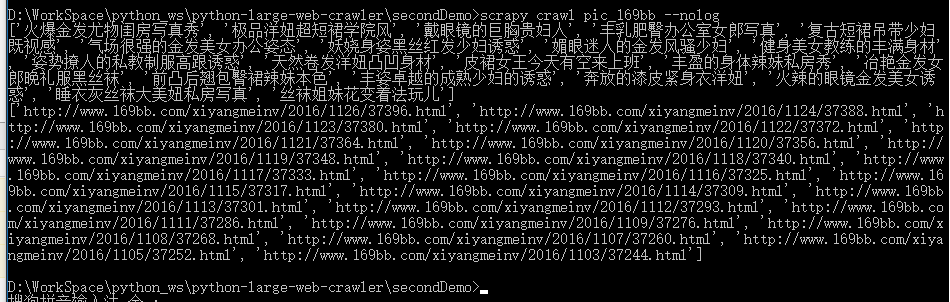 D:\WorkSpace\python_ws\python-large-web-crawler\secondDemo>scrapy crawl pic_169bb --nolog
['火爆金发尤物闺房写真秀', '极品洋妞超短裙学院风', '戴眼镜的巨胸贵妇人', '丰乳肥臀办公室女郎写真', '复古短裙吊带少妇
既视感', '气场很强的金发美女办公姿态', '妖娆身姿黑丝红发少妇诱惑', '媚眼迷人的金发风骚少妇', '健身美女教练的丰满身材'
, '姿势撩人的私教制服高跟诱惑', '天然卷发洋妞凸凹身材', '皮裙女王今天有空来上班', '丰盈的身体辣妹私房秀', '冶艳金发女
郎晚礼服黑丝袜', '前凸后翘包臀裙辣妹本色', '丰姿卓越的成熟少妇的诱惑', '奔放的漆皮紧身衣洋妞', '火辣的眼镜金发美女诱
惑', '睡衣灰丝袜大美妞私房写真', '丝袜姐妹花变着法玩儿']
['http://www.169bb.com/xiyangmeinv/2016/1126/37396.html', 'http://www.169bb.com/xiyangmeinv/2016/1124/37388.html', 'http
://www.169bb.com/xiyangmeinv/2016/1123/37380.html', 'http://www.169bb.com/xiyangmeinv/2016/1122/37372.html', 'http://www
.169bb.com/xiyangmeinv/2016/1121/37364.html', 'http://www.169bb.com/xiyangmeinv/2016/1120/37356.html', 'http://
www.169bb.com/xiyangmeinv/2016/1119/37348.html', 'http://www.169bb.com/xiyangmeinv/2016/1118/37340.html', 'http://www.1
69bb.com/xiyangmeinv/2016/1117/37333.html', 'http://www.169bb.com/xiyangmeinv/2016/1116/37325.html', 'http://www.16
9bb.com/xiyangmeinv/2016/1115/37317.html', 'http://www.169bb.com/xiyangmeinv/2016/1114/37309.html', 'http://www.169bb
.com/xiyangmeinv/2016/1113/37301.html', 'http://www.169bb.com/xiyangmeinv/2016/1112/37293.html', 'http://www.169bb.co
m/xiyangmeinv/2016/1111/37286.html', 'http://www.169bb.com/xiyangmeinv/2016/1109/37276.html', 'http://www.169bb.com/x
iyangmeinv/2016/1108/37268.html', 'http://www.169bb.com/xiyangmeinv/2016/1107/37260.html', 'http://www.169bb.com/xiya
ngmeinv/2016/1105/37252.html', 'http://www.169bb.com/xiyangmeinv/2016/1103/37244.html']
D:\WorkSpace\python_ws\python-large-web-crawler\secondDemo>
搜狗拼音输入法 全 :